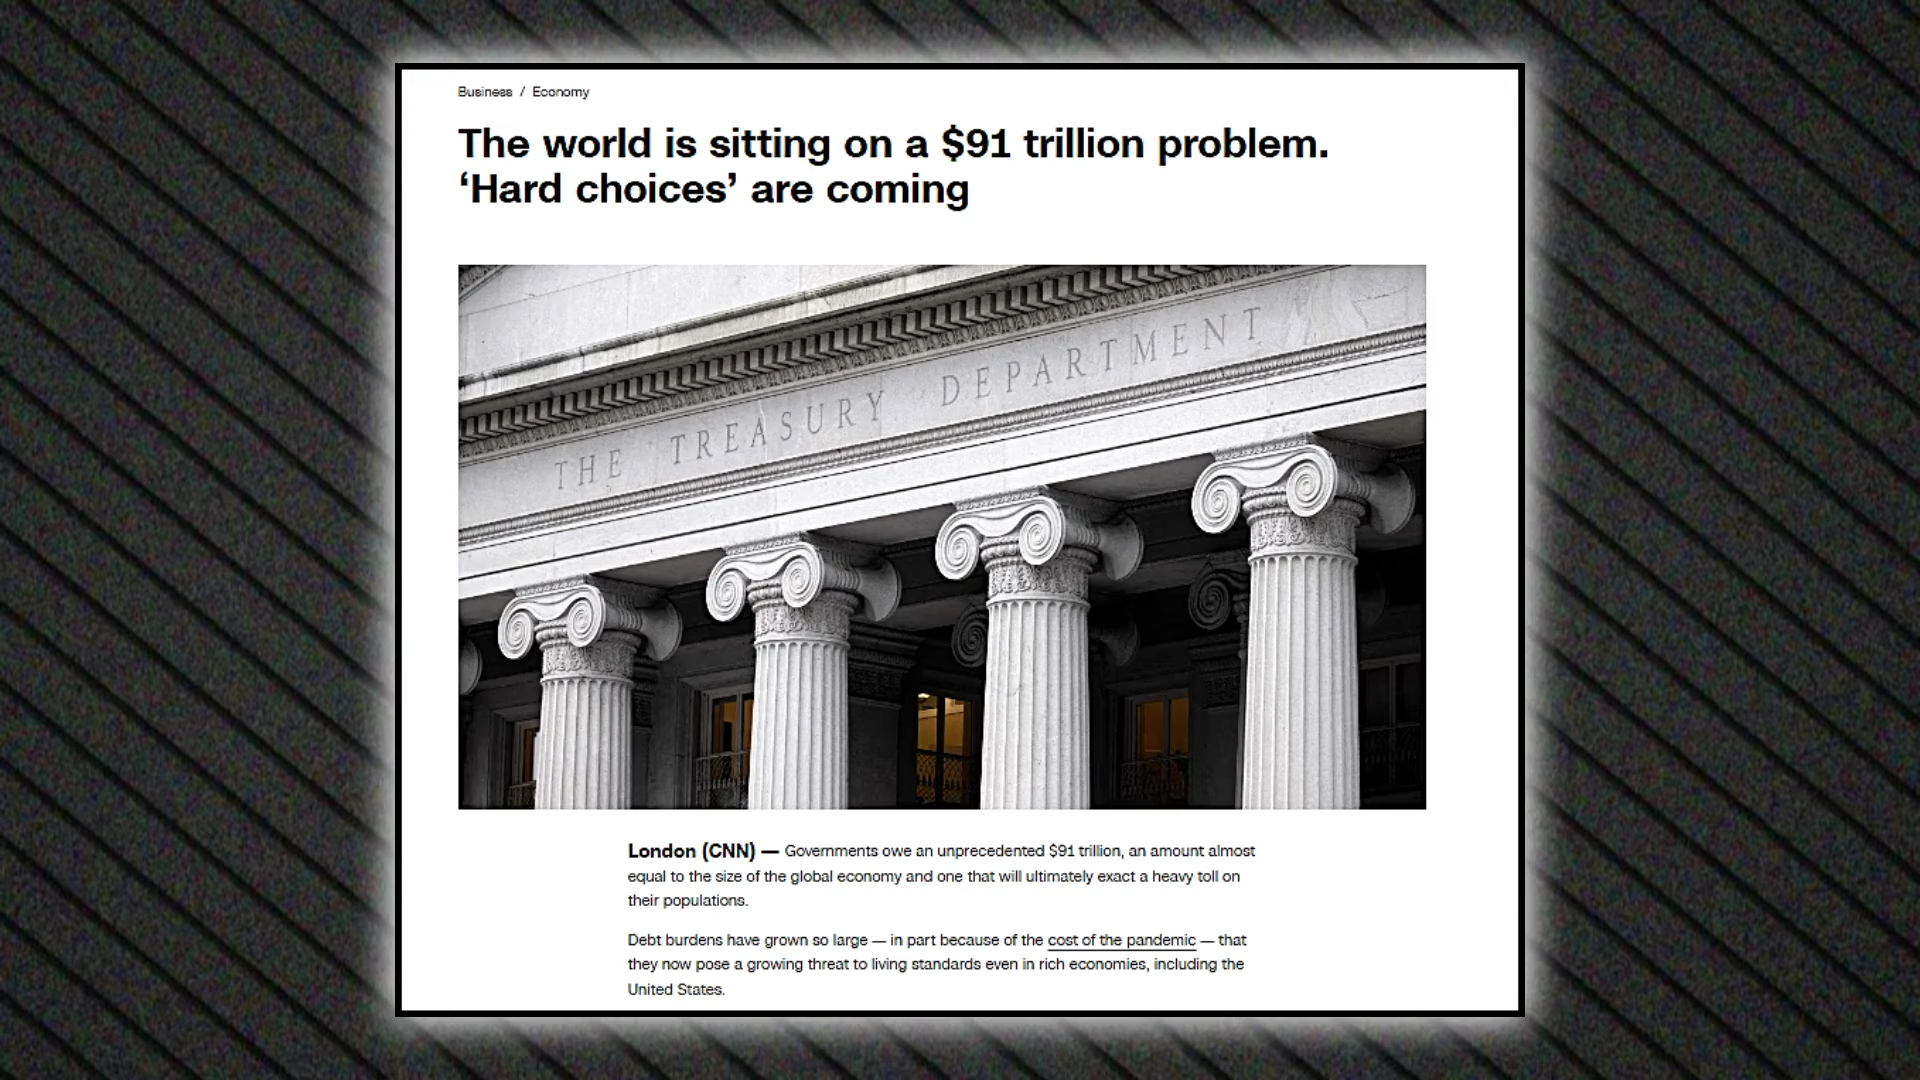 Business / Economy
The world is sitting on a $91 trillion problem.
‘Hard choices’ are coming
THE TREASURY DEPARTMENT
London (CNN) — Governments owe an unprecedented $91 trillion, an amount almost
equal to the size of the global economy and one that will ultimately exact a heavy toll on
their populations.
Debt burdens have grown so large — in part because of the cost of the pandemic — that
they now pose a growing threat to living standards even in rich economies, including the
United States.